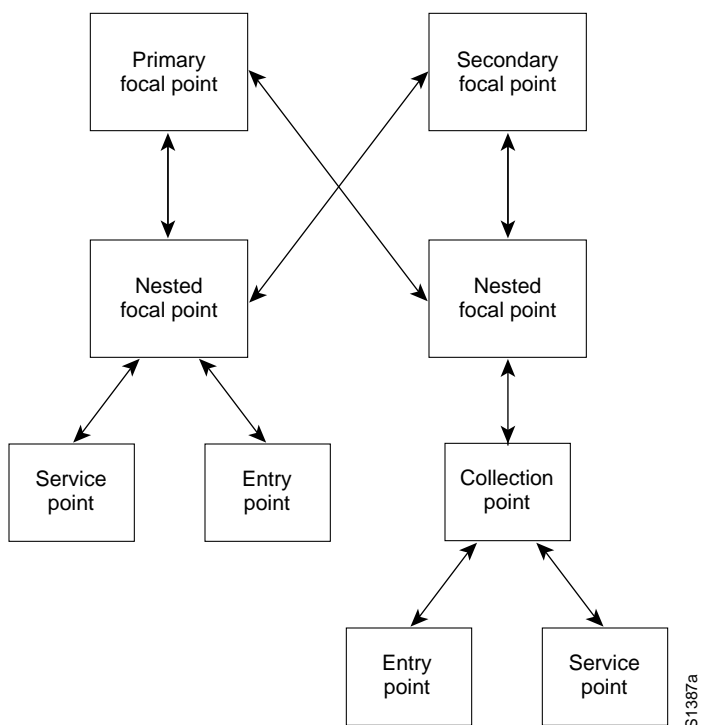 Primary
focal point
Secondary
focal point
Nested
focal point
Nested
focal point
Service
point
Entry
point
Collection
point
Entry
point
Service
point
S1387a